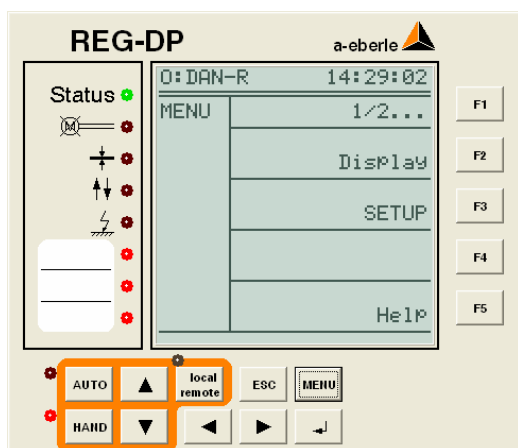 REG-DP
a-eberle
Status
M
0:DAN-R 14:29:02
MENU
1/2...
Display
SETUP
Help
F1
F2
F3
F4
F5
AUTO
local
remote
ESC
MENU
HAND